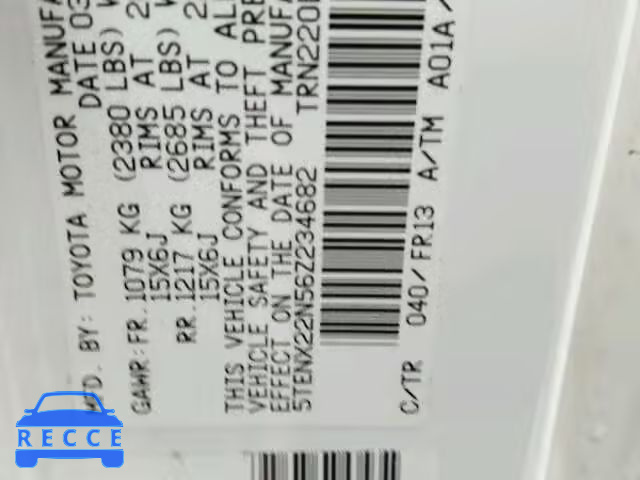 MFD. BY: TOYOTA MOTOR MANUFA
DATE 03
GAWR:FR. 1079 KG (2380 LBS) W
15X6J RIMS AT 2
RR. 1217 KG (2685 LBS) W
15X6J RIMS AT 2
THIS VEHICLE CONFORMS TO AL
VEHICLE SAFETY AND THEFT PRE
EFFECT ON THE DATE OF MANUFA
5TENX22N56Z234682 TRN220
C/TR 040/FR13 A/TM A01A/
RECCE